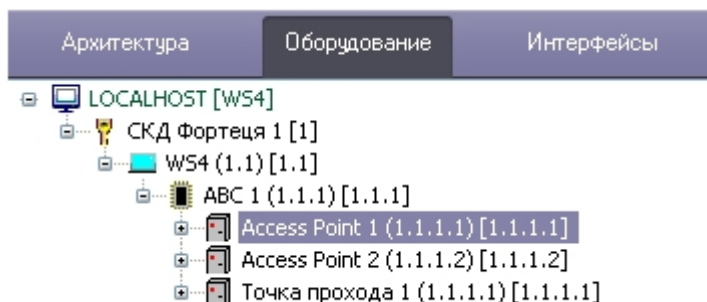 Архитектура Оборудование Интерфейсы
LOCALHOST [WS4]
СКД Фортеця 1 [1]
WS4 (1.1) [1.1]
ABC 1 (1.1.1) [1.1.1]
Access Point 1 (1.1.1.1) [1.1.1.1]
Access Point 2 (1.1.1.2) [1.1.1.2]
Точка прохода 1 (1.1.1.1) [1.1.1.1]